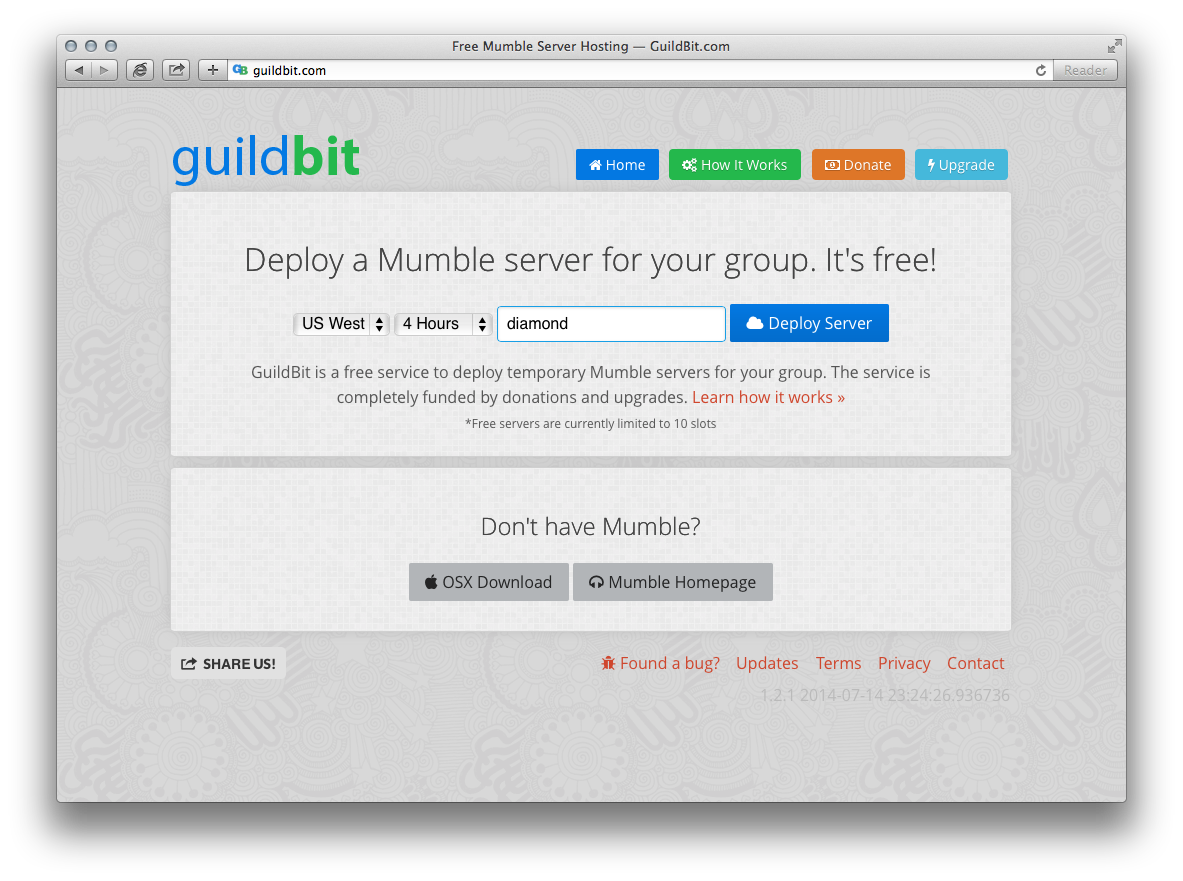 Free Mumble Server Hosting — GuildBit.com
guildbit.com
Reader
guildbit
Home
How It Works
Donate
Upgrade
Deploy a Mumble server for your group. It's free!
US West
4 Hours
diamond
Deploy Server
GuildBit is a free service to deploy temporary Mumble servers for your group. The service is
completely funded by donations and upgrades. Learn how it works »
*Free servers are currently limited to 10 slots
Don't have Mumble?
OSX Download
Mumble Homepage
SHARE US!
Found a bug?
Updates
Terms
Privacy
Contact
1.2.1 2014-07-14 23:24:26.936736